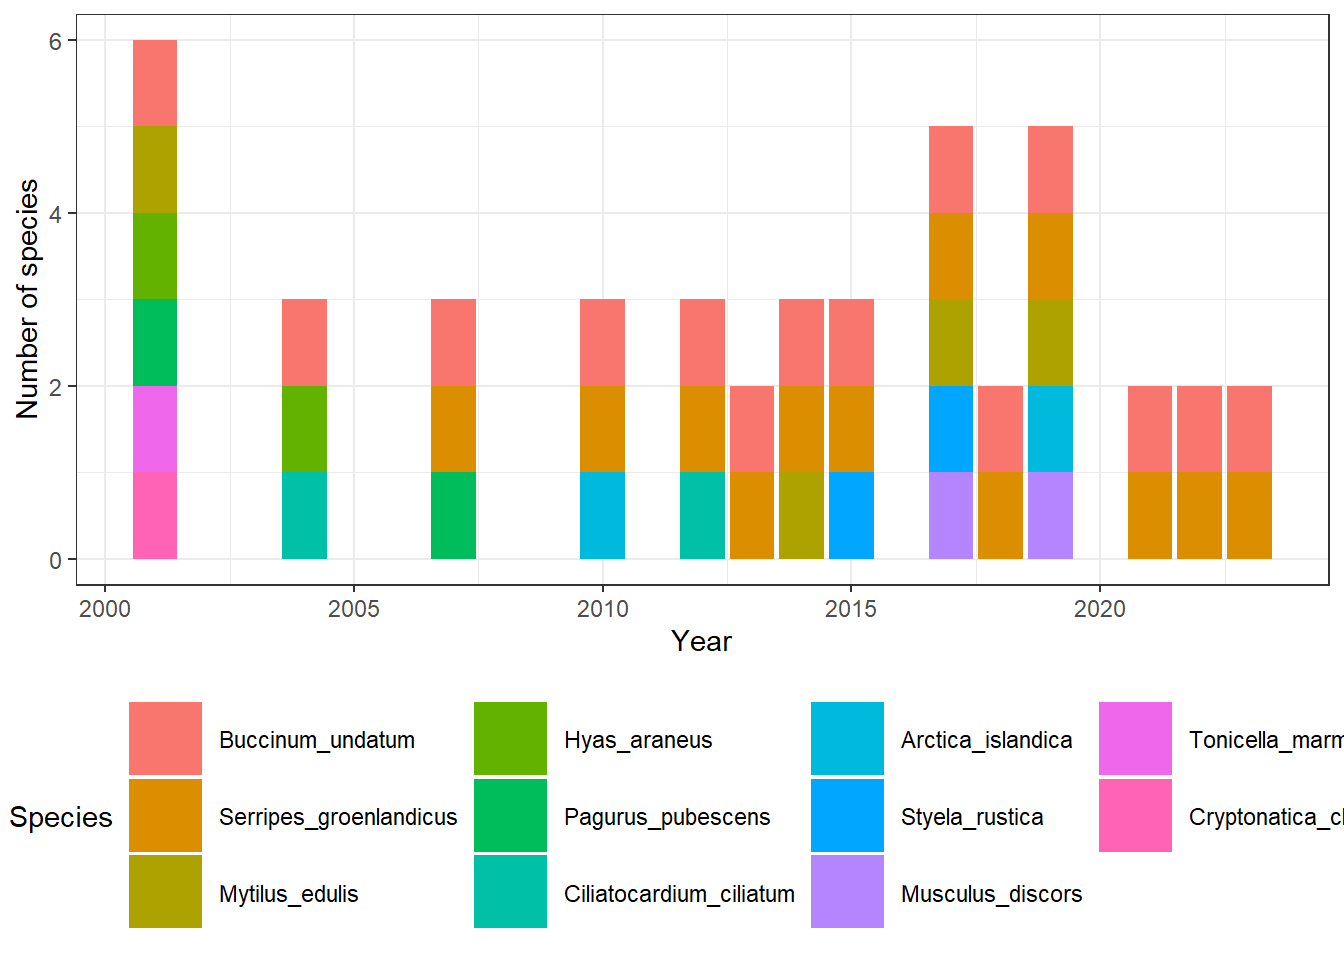 6
4
2
0
Number of species
2000 2005 2010 2015 2020
Year
Species
Buccinum_undatum Hyas_araneus Arctica_islandica
Serripes_groenlandicus Pagurus_pubescens Styela_rustica
Mytilus_edulis Ciliatocardium_ciliatum Musculus_discors